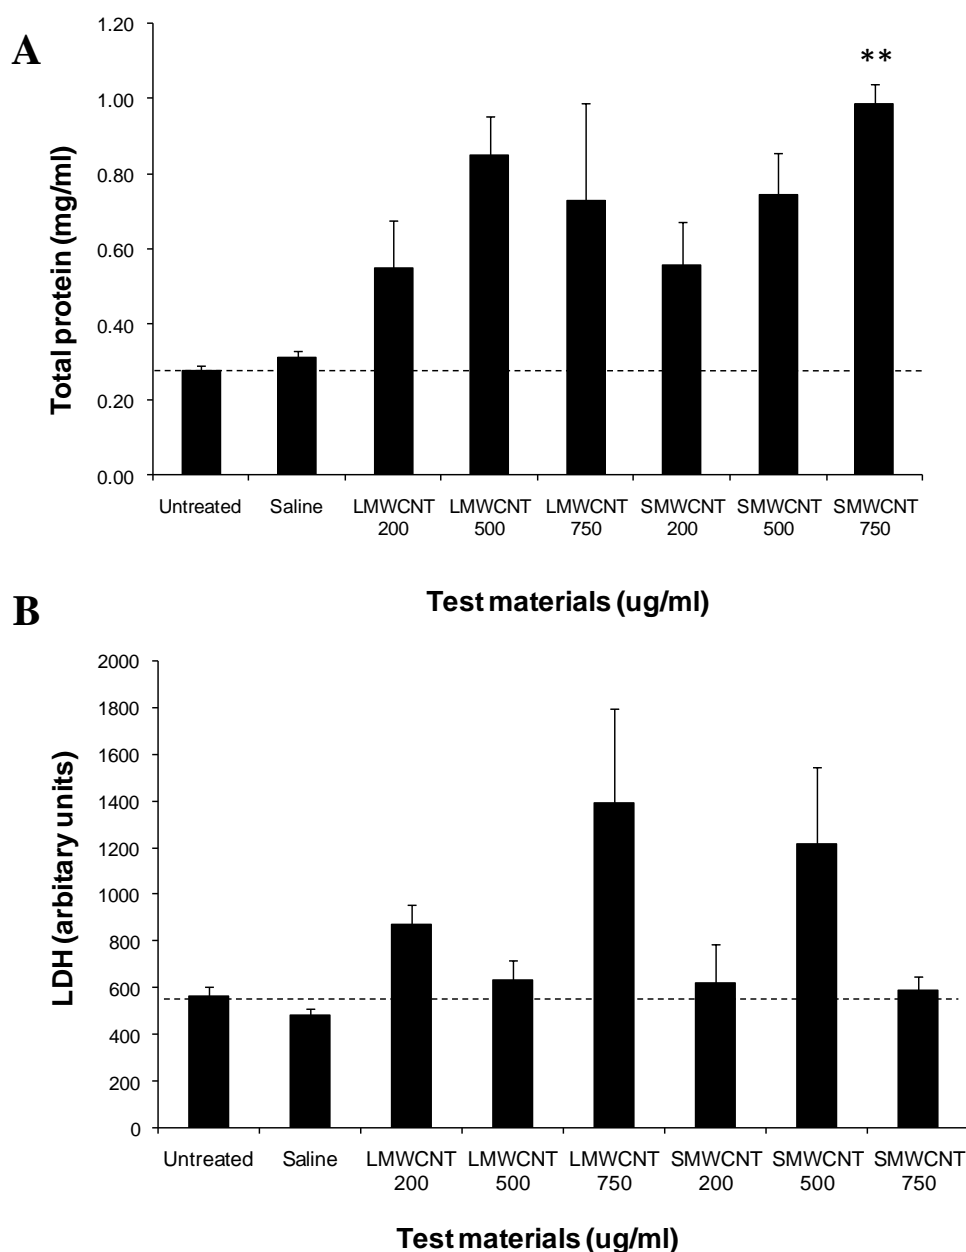 A
**
Total protein (mg/ml)
1.20
1.00
0.80
0.60
0.40
0.20
0.00
Untreated Saline LMWCNT LMWCNT LMWCNT SMWCNT SMWCNT SMWCNT
200 500 750 200 500 750
Test materials (ug/ml)
B
LDH (arbitary units)
2000
1800
1600
1400
1200
1000
800
600
400
200
0
Untreated Saline LMWCNT LMWCNT LMWCNT SMWCNT SMWCNT SMWCNT
200 500 750 200 500 750
Test materials (ug/ml)